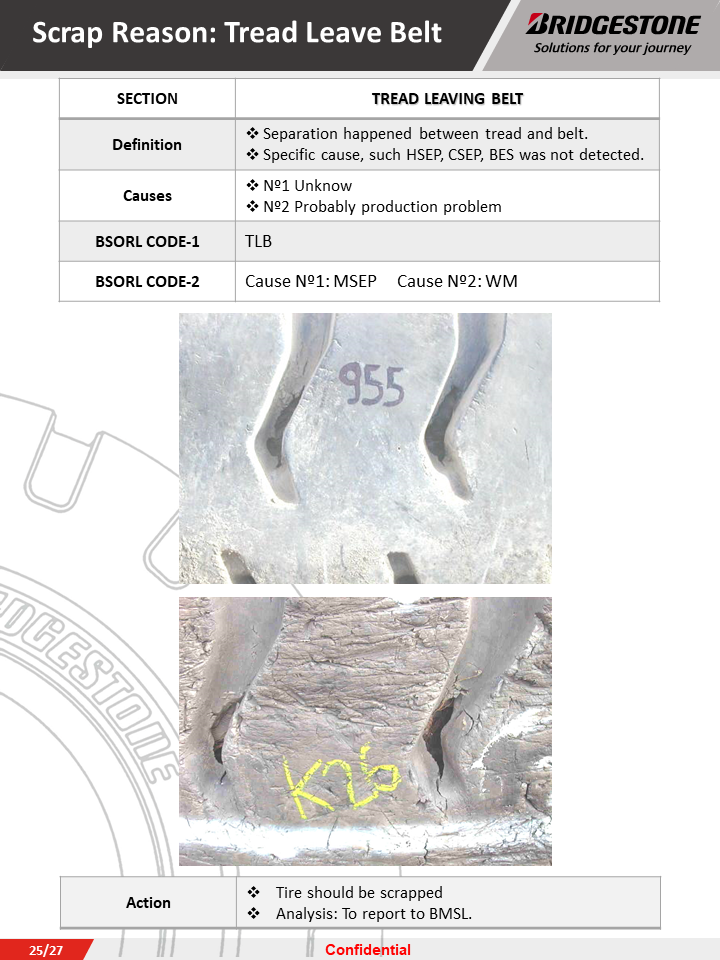 Scrap Reason: Tread Leave Belt
BRIDGESTONE
Solutions for your journey
SECTION
TREAD LEAVING BELT
Definition
❖ Separation happened between tread and belt.
❖ Specific cause, such HSEP, CSEP, BES was not detected.
Causes
❖ Nº1 Unknow
❖ Nº2 Probably production problem
BSORL CODE-1
TLB
BSORL CODE-2
Cause Nº1: MSEP Cause Nº2: WM
955
BRIDGESTONE
K26
Action
❖ Tire should be scrapped
❖ Analysis: To report to BMSL.
25/27
Confidential